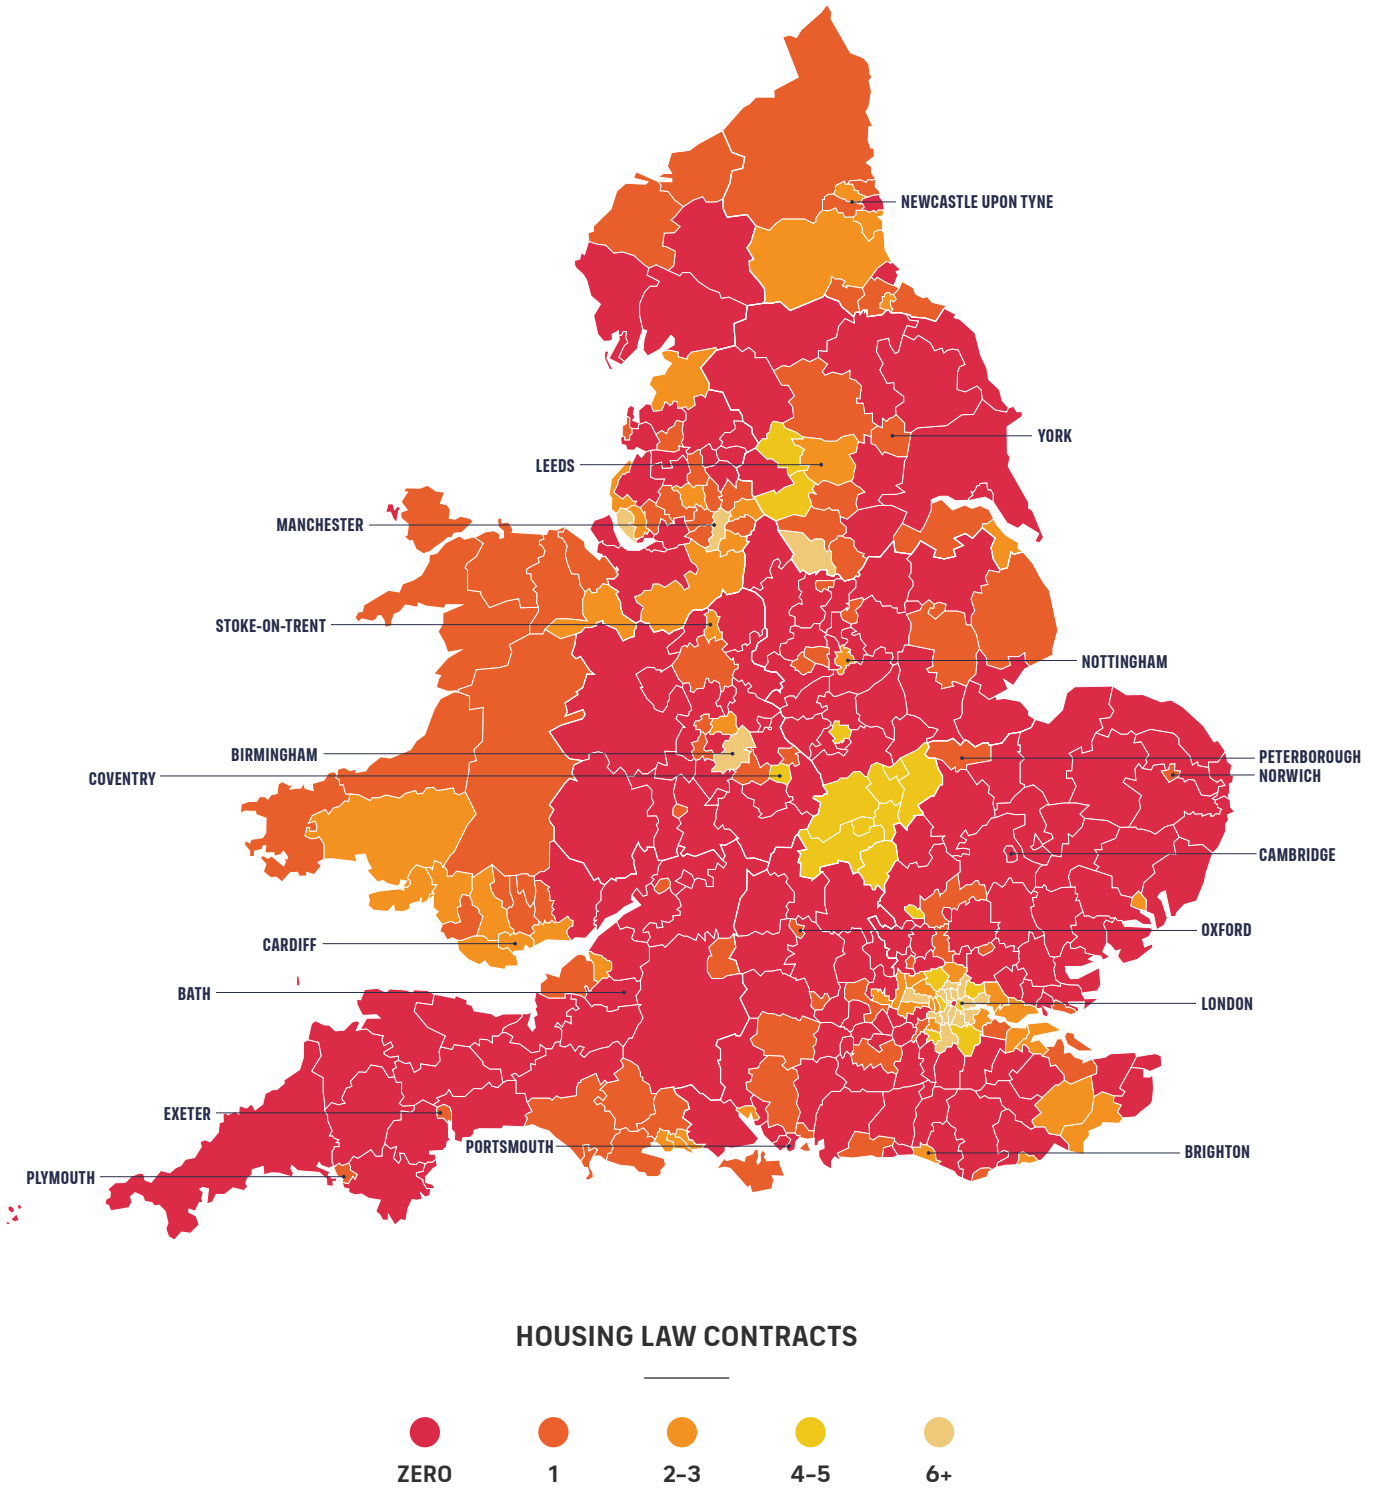 NEWCASTLE UPON TYNE
YORK
LEEDS
MANCHESTER
STOKE-ON-TRENT
NOTTINGHAM
BIRMINGHAM
PETERBOROUGH
COVENTRY
NORWICH
CAMBRIDGE
OXFORD
CARDIFF
BATH
LONDON
EXETER
PORTSMOUTH
BRIGHTON
PLYMOUTH
HOUSING LAW CONTRACTS
ZERO
1
2–3
4–5
6+